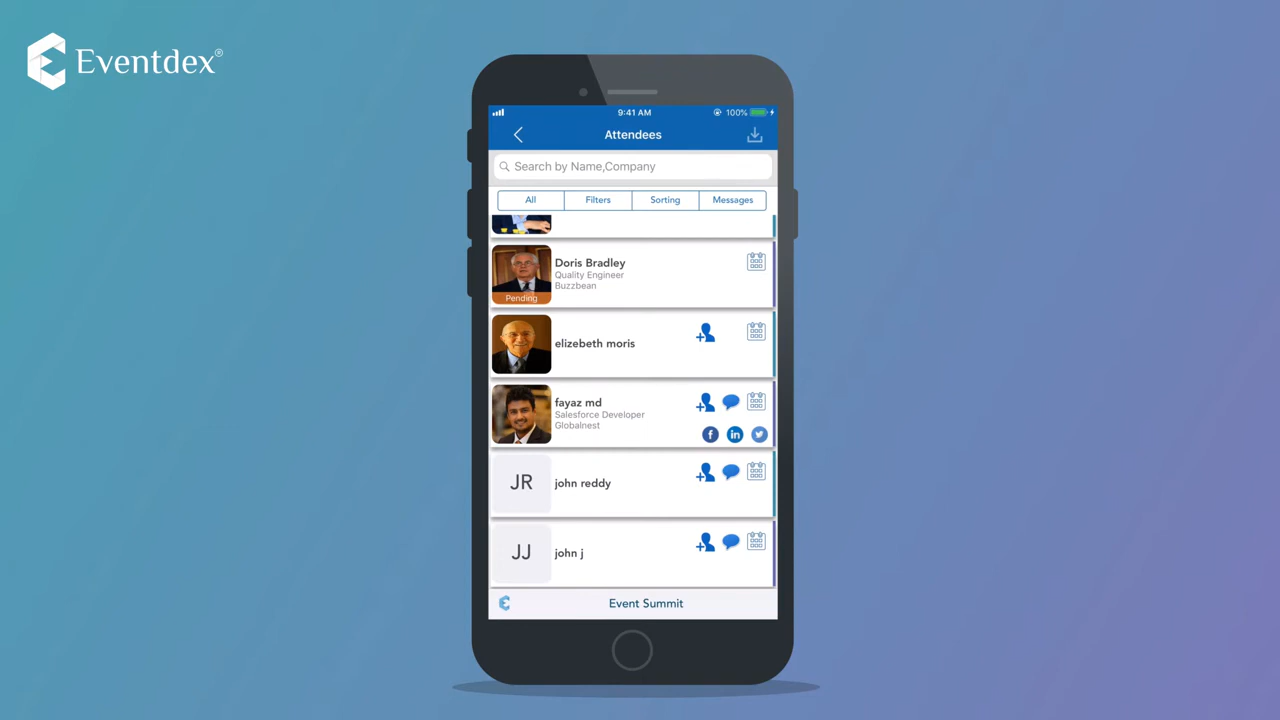 Eventdex®
9:41 AM
100%
Attendees
Search by Name,Company
All
Filters
Sorting
Messages
Doris Bradley
Quality Engineer
Buzzbean
Pending
elizebeth moris
fayaz md
Salesforce Developer
Globalnest
f
in
JR
john reddy
JJ
john j
Event Summit